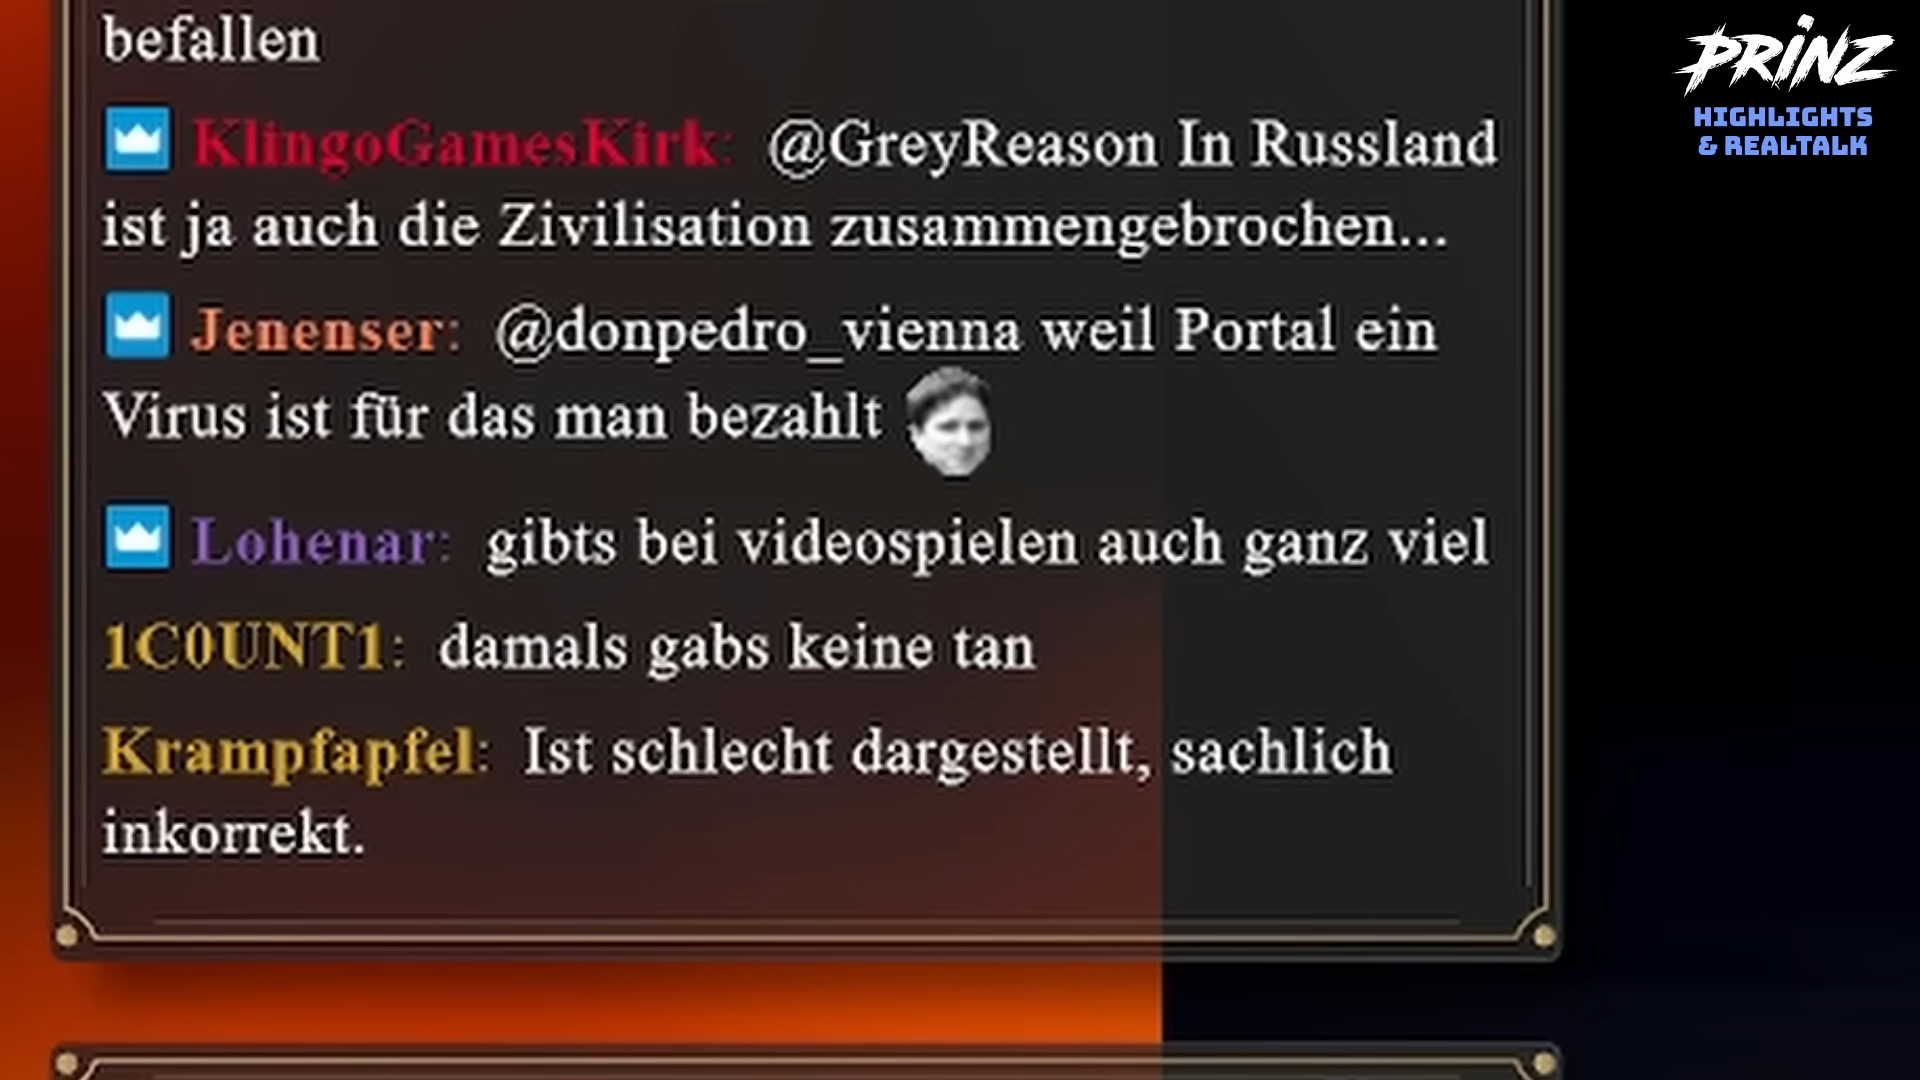 befallen
KlingoGamesKirk: @GreyReason In Russland
ist ja auch die Zivilisation zusammengebrochen...
Jenenser: @donpedro_vienna weil Portal ein
Virus ist für das man bezahlt
Lohenar: gibts bei videospielen auch ganz viel
1C0UNT1: damals gabs keine tan
Krampfapfel: Ist schlecht dargestellt, sachlich
inkorrekt.
PRINZ
HIGHLIGHTS
& REALTALK